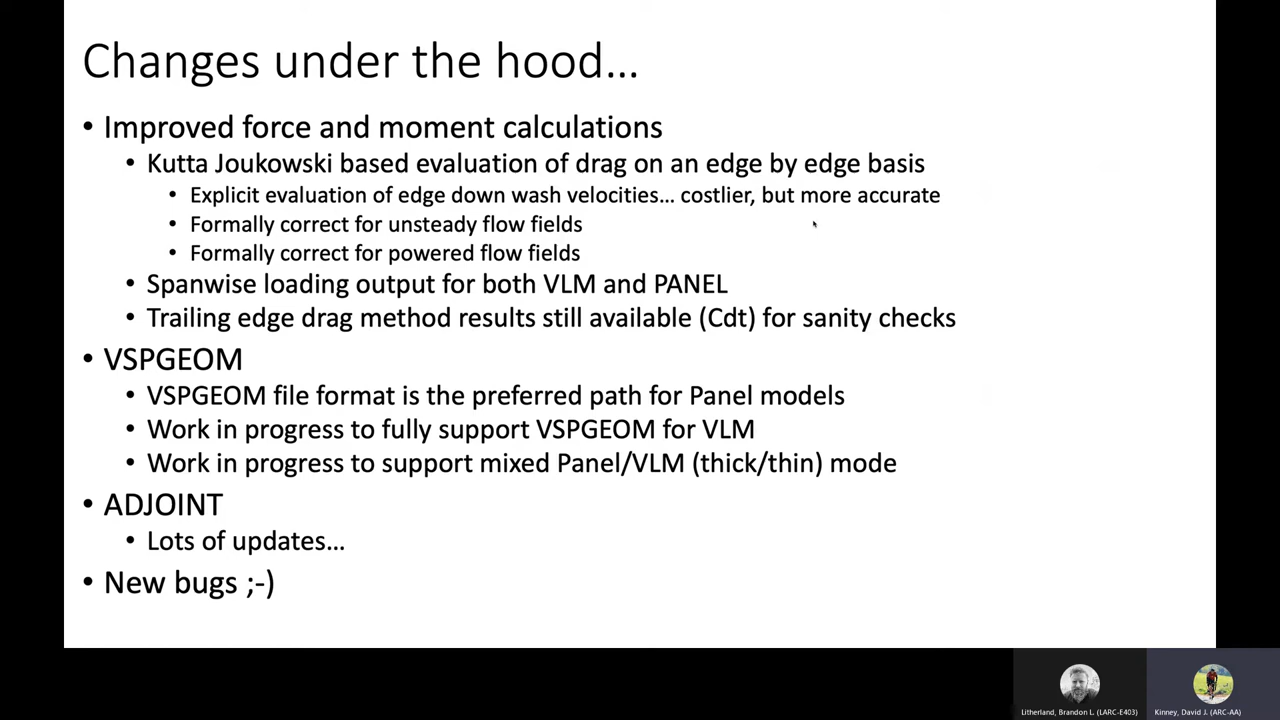 Changes under the hood…
• Improved force and moment calculations
• Kutta Joukowski based evaluation of drag on an edge by edge basis
• Explicit evaluation of edge down wash velocities… costlier, but more accurate
• Formally correct for unsteady flow fields
• Formally correct for powered flow fields
• Spanwise loading output for both VLM and PANEL
• Trailing edge drag method results still available (Cdt) for sanity checks
• VSPGEOM
• VSPGEOM file format is the preferred path for Panel models
• Work in progress to fully support VSPGEOM for VLM
• Work in progress to support mixed Panel/VLM (thick/thin) mode
• ADJOINT
• Lots of updates…
• New bugs ;-)
Litherland, Brandon L. (LARC-E403)
Kinney, David J. (ARC-AA)